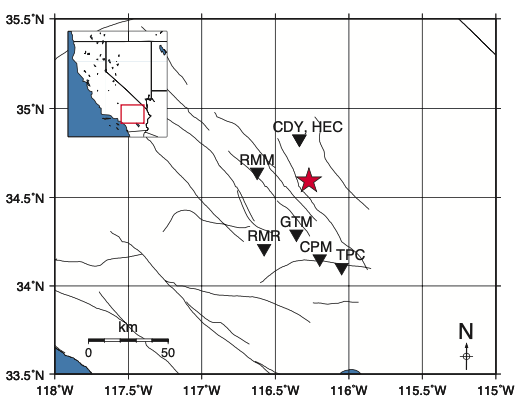 35.5˚N
35˚N
34.5˚N
34˚N
33.5˚N
CDY, HEC
RMM
GTM
RMR
CPM
TPC
km
0 50
N
118˚W 117.5˚W 117˚W 116.5˚W 116˚W 115.5˚W 115˚W